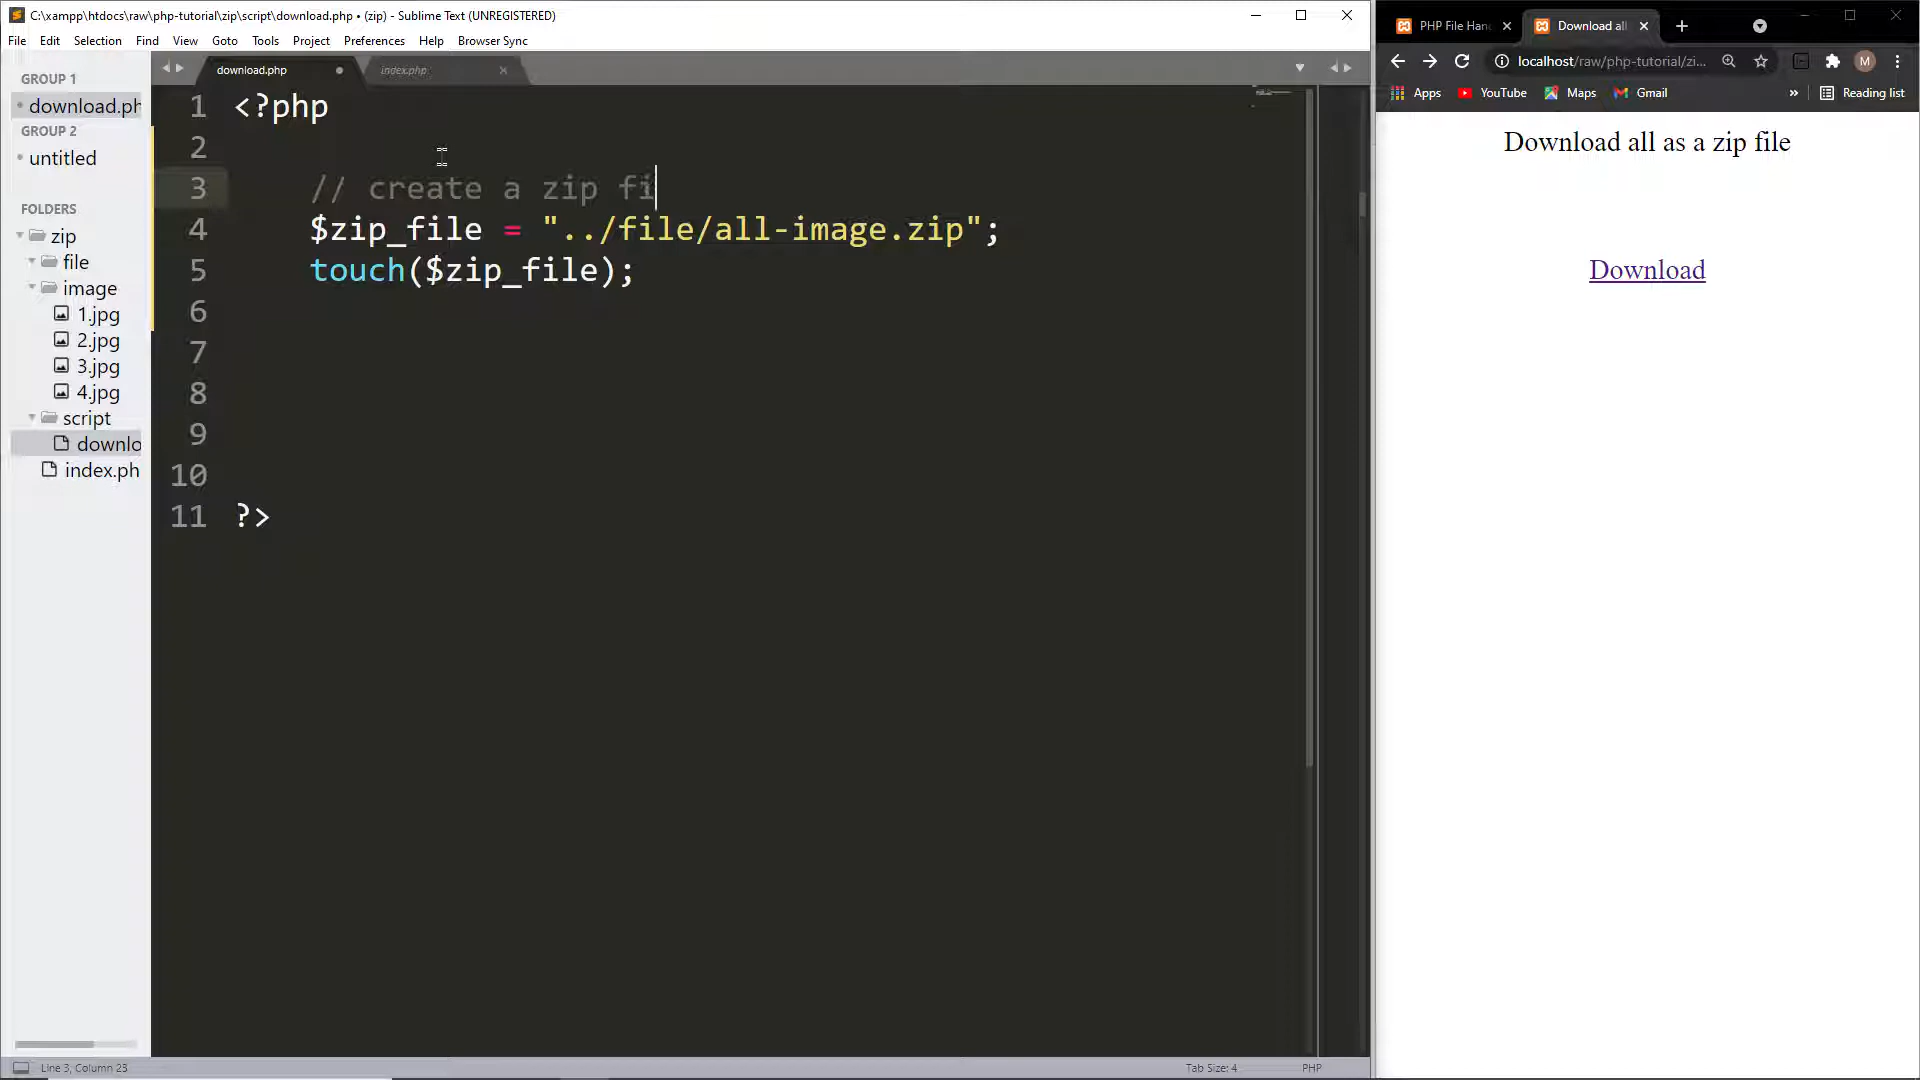 C:\xampp\htdocs\raw\php-tutorial\zip\script\download.php • (zip) - Sublime Text (UNREGISTERED)
File Edit Selection Find View Goto Tools Project Preferences Help Browser Sync
GROUP 1
download.ph
GROUP 2
untitled
FOLDERS
zip
file
image
1.jpg
2.jpg
3.jpg
4.jpg
script
downlo
index.ph
download.php
index.php
1 <?php
2
3 // create a zip fi
4 $zip_file = "../file/all-image.zip";
5 touch($zip_file);
6
7
8
9
10
11 ?>
Line 3, Column 25
Tab Size: 4
PHP
PHP File Han
Download all
localhost/raw/php-tutorial/zi...
M
Apps YouTube Maps Gmail » Reading list
Download all as a zip file
Download